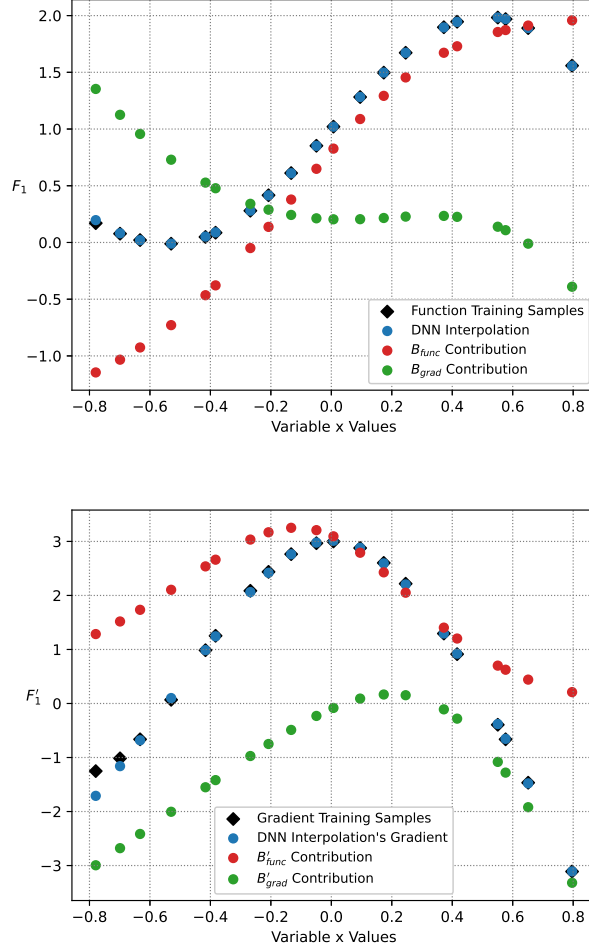 2.0
1.5
1.0
0.5
0.0
−0.5
−1.0
F₁
Function Training Samples
DNN Interpolation
B_func Contribution
B_grad Contribution
−0.8 −0.6 −0.4 −0.2 0.0 0.2 0.4 0.6 0.8
Variable x Values
3
2
1
0
−1
−2
−3
F′₁
Gradient Training Samples
DNN Interpolation's Gradient
B′_func Contribution
B′_grad Contribution
−0.8 −0.6 −0.4 −0.2 0.0 0.2 0.4 0.6 0.8
Variable x Values